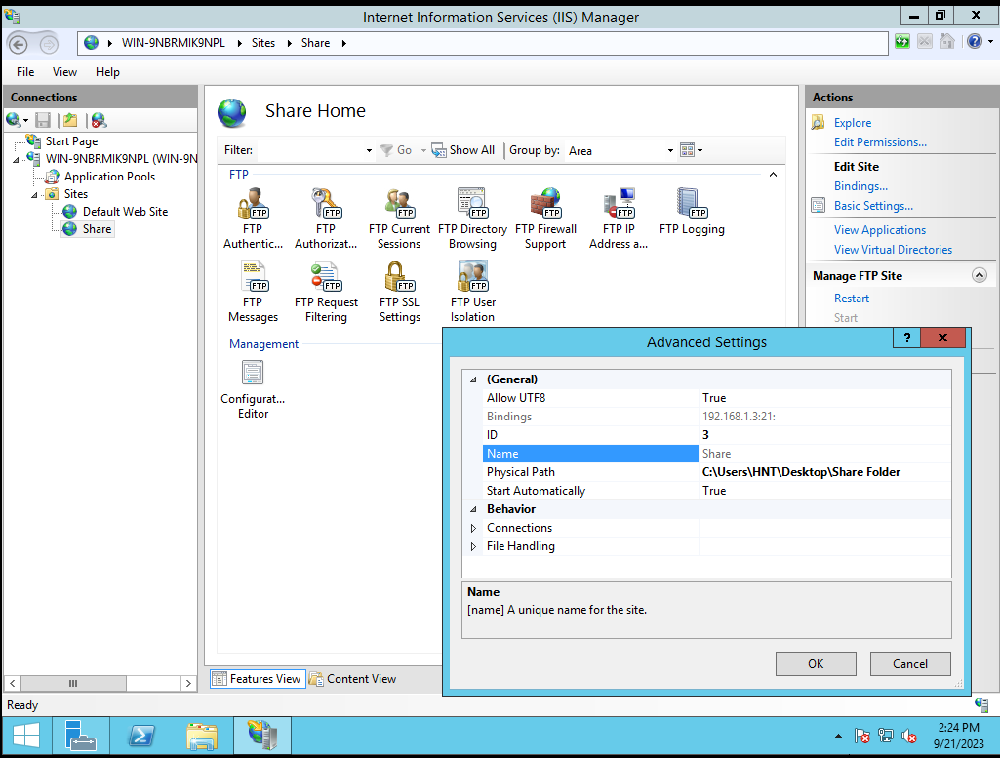 Internet Information Services (IIS) Manager
WIN-9NBRMIK9NPL
Sites
Share
File
View
Help
Connections
Start Page
WIN-9NBRMIK9NPL (WIN-9N
Application Pools
Sites
Default Web Site
Share
Share Home
Filter:
Go
Show All
Group by:
Area
FTP
FTP
Authentic...
FTP
Authorizat...
FTP Current
Sessions
FTP Directory
Browsing
FTP Firewall
Support
FTP IP
Address a...
FTP Logging
FTP
Messages
FTP Request
Filtering
FTP SSL
Settings
FTP User
Isolation
Management
Configurat...
Editor
Features View
Content View
Actions
Explore
Edit Permissions...
Edit Site
Bindings...
Basic Settings...
View Applications
View Virtual Directories
Manage FTP Site
Restart
Start
Advanced Settings
? X
(General)
Allow UTF8 True
Bindings 192.168.1.3:21:
ID 3
Name Share
Physical Path C:\Users\HNT\Desktop\Share Folder
Start Automatically True
Behavior
Connections
File Handling
Name
[name] A unique name for the site.
OK
Cancel
Ready
2:24 PM
9/21/2023